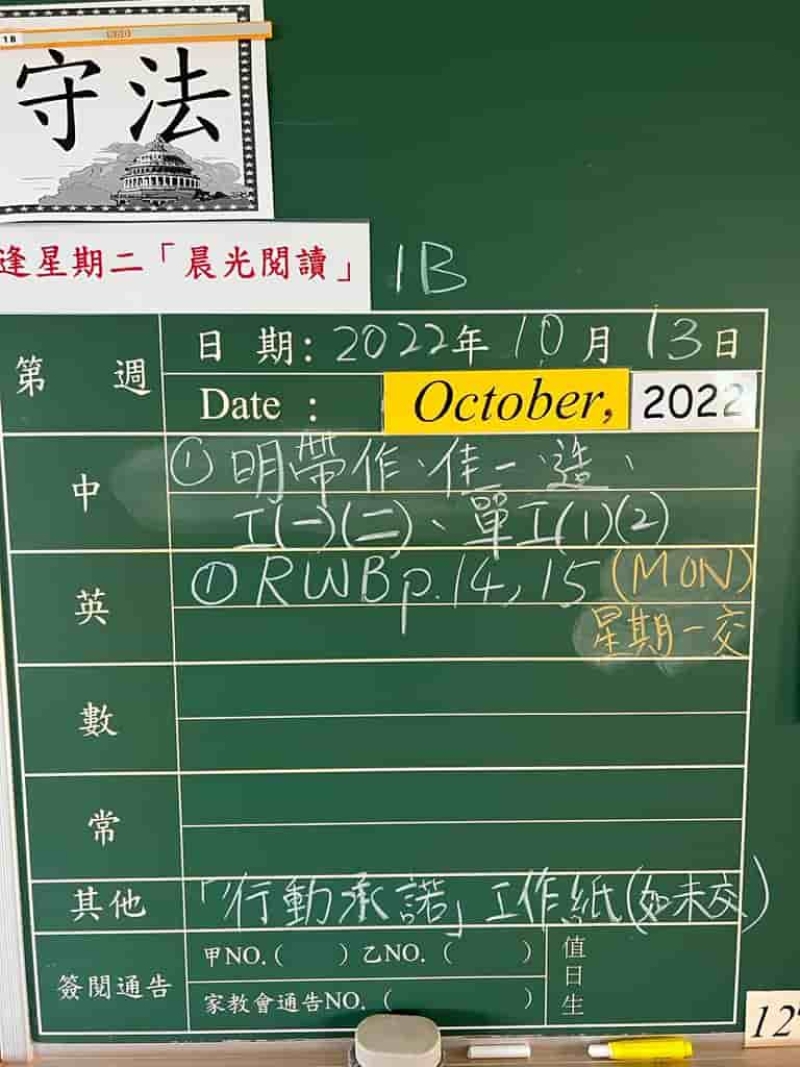 18
守法
逢星期二「晨光閱讀」
1B
第 週
日 期: 2022年 10月 13日
Date : October, 2022
中
① 明帶作、佳一、造、
工(一)(二)、單工(1)(2)
英
① RWB p.14, 15 (MON)
星期一交
數
常
其他
「行動承諾」工作紙(如未交)
簽閱通告
甲NO.( ) 乙NO. ( )
家教會通告NO. ( )
值日生